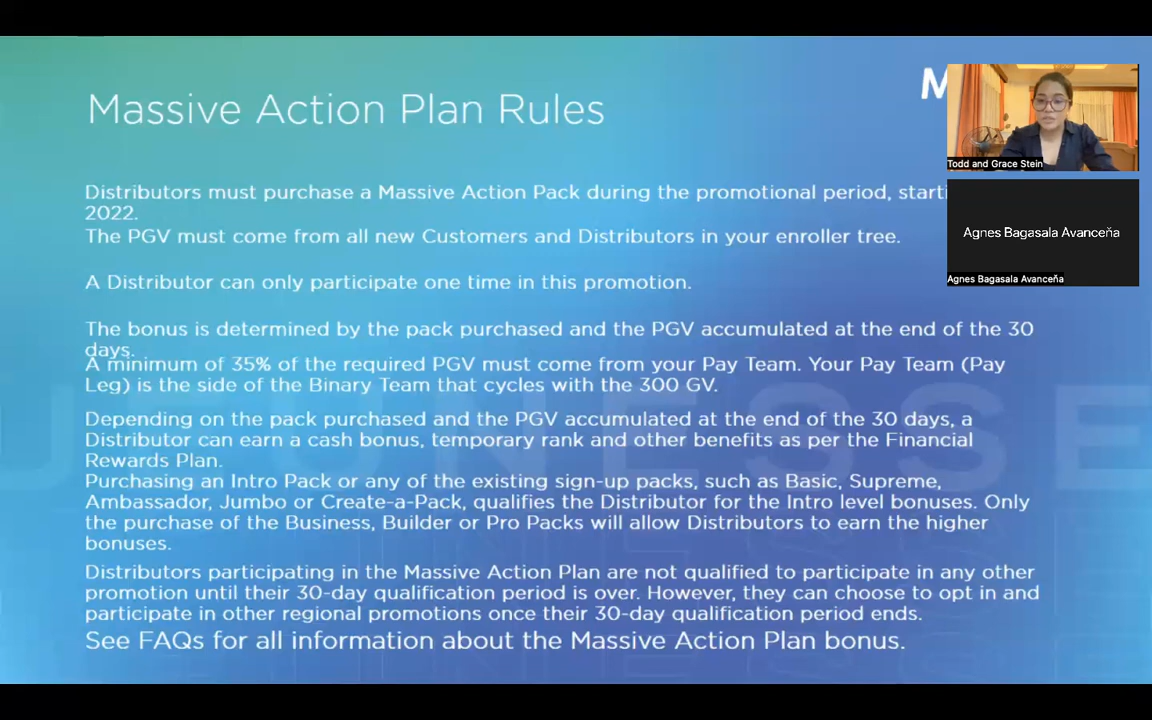 Massive Action Plan Rules
M
Todd and Grace Stein
Agnes Bagasala Avanceňa
Agnes Bagasala Avanceňa
Distributors must purchase a Massive Action Pack during the promotional period,
2022.
The PGV must come from all new Customers and Distributors in your enroller tree.
A Distributor can only participate one time in this promotion.
The bonus is determined by the pack purchased and the PGV accumulated at the end of the 30
days.
A minimum of 35% of the required PGV must come from your Pay Team. Your Pay Team (Pay
Leg) is the side of the Binary Team that cycles with the 300 GV.
Depending on the pack purchased and the PGV accumulated at the end of the 30 days, a
Distributor can earn a cash bonus, temporary rank and other benefits as per the Financial
Rewards Plan.
Purchasing an Intro Pack or any of the existing sign-up packs, such as Basic, Supreme,
Ambassador, Jumbo or Create-a-Pack, qualifies the Distributor for the Intro level bonuses. Only
the purchase of the Business, Builder or Pro Packs will allow Distributors to earn the higher
bonuses.
Distributors participating in the Massive Action Plan are not qualified to participate in any other
promotion until their 30-day qualification period is over. However, they can choose to opt in and
participate in other regional promotions once their 30-day qualification period ends.
See FAQs for all information about the Massive Action Plan bonus.